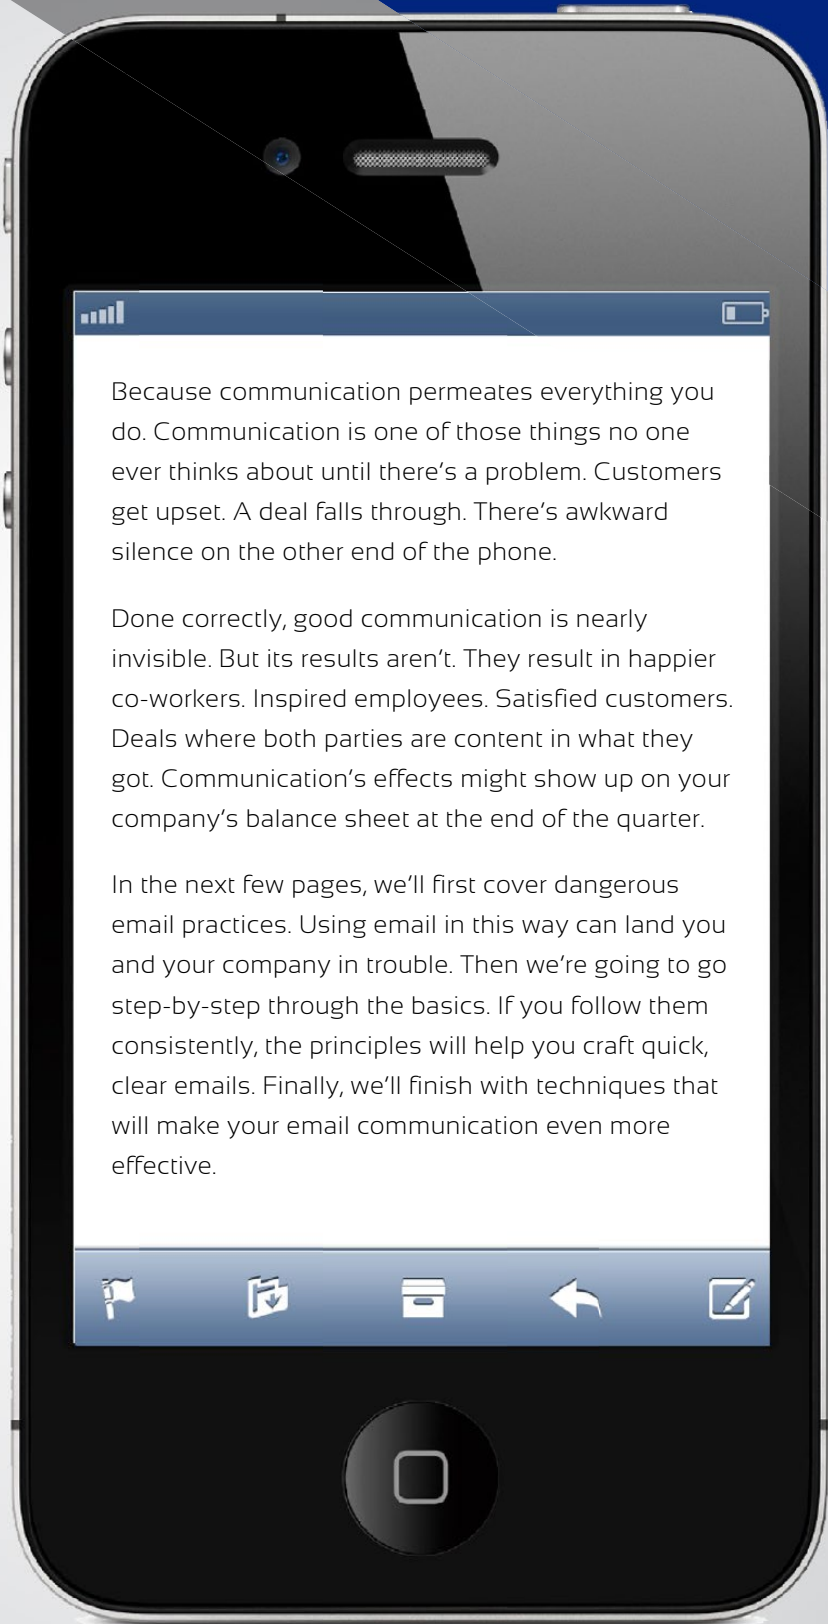 Because communication permeates everything you
do. Communication is one of those things no one
ever thinks about until there's a problem. Customers
get upset. A deal falls through. There's awkward
silence on the other end of the phone.
Done correctly, good communication is nearly
invisible. But its results aren't. They result in happier
co-workers. Inspired employees. Satisfied customers.
Deals where both parties are content in what they
got. Communication's effects might show up on your
company's balance sheet at the end of the quarter.
In the next few pages, we'll first cover dangerous
email practices. Using email in this way can land you
and your company in trouble. Then we're going to go
step-by-step through the basics. If you follow them
consistently, the principles will help you craft quick,
clear emails. Finally, we'll finish with techniques that
will make your email communication even more
effective.